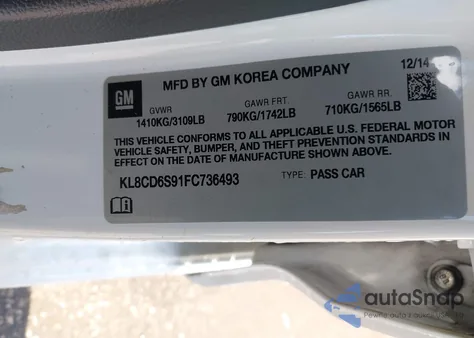 MFD BY GM KOREA COMPANY
12/14
GM
GVWR
GAWR FRT.
GAWR RR.
1410KG/3109LB
790KG/1742LB
710KG/1565LB
THIS VEHICLE CONFORMS TO ALL APPLICABLE U.S. FEDERAL MOTOR
VEHICLE SAFETY, BUMPER, AND THEFT PREVENTION STANDARDS IN
EFFECT ON THE DATE OF MANUFACTURE SHOWN ABOVE.
KL8CD6S91FC736493
TYPE: PASS CAR
autoSnap